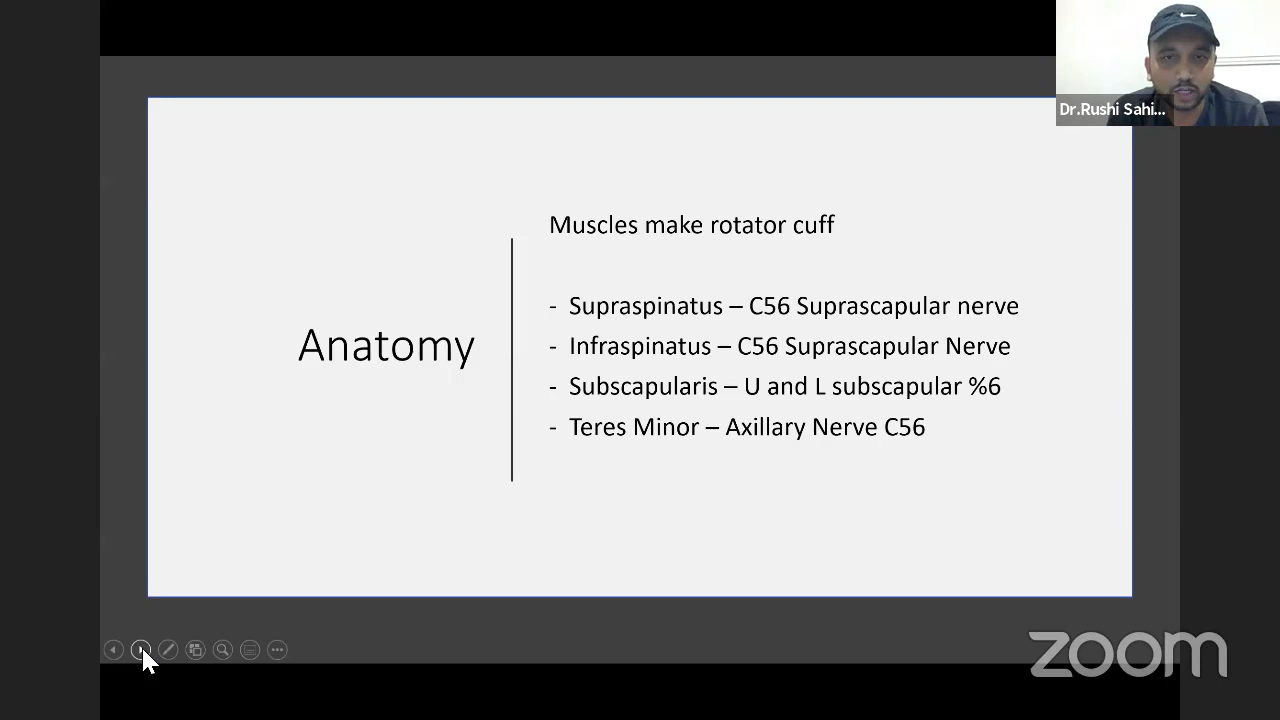 Dr.Rushi Sahi...
Muscles make rotator cuff
Anatomy
- Supraspinatus – C56 Suprascapular nerve
- Infraspinatus – C56 Suprascapular Nerve
- Subscapularis – U and L subscapular %6
- Teres Minor – Axillary Nerve C56
zoom